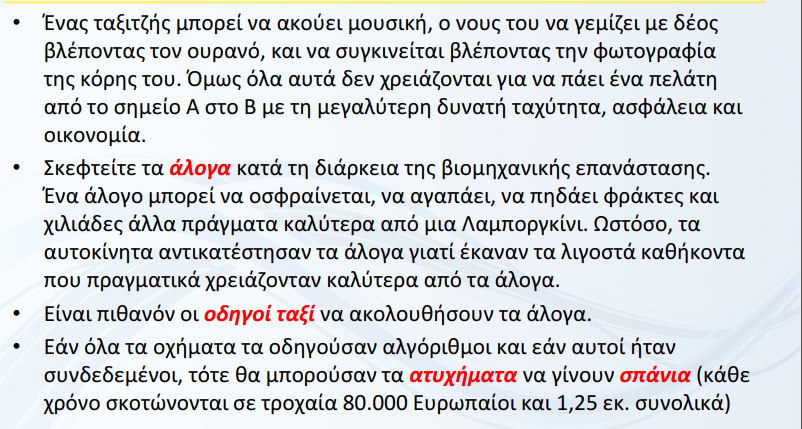 • Ένας ταξιτζής μπορεί να ακούει μουσική, ο νους του να γεμίζει με δέος
βλέποντας τον ουρανό, και να συγκινείται βλέποντας την φωτογραφία
της κόρης του. Όμως όλα αυτά δεν χρειάζονται για να πάει ένα πελάτη
από το σημείο Α στο Β με τη μεγαλύτερη δυνατή ταχύτητα, ασφάλεια και
οικονομία.
• Σκεφτείτε τα άλογα κατά τη διάρκεια της βιομηχανικής επανάστασης.
Ένα άλογο μπορεί να οσφραίνεται, να αγαπάει, να πηδάει φράκτες και
χιλιάδες άλλα πράγματα καλύτερα από μια Λαμποργκίνι. Ωστόσο, τα
αυτοκίνητα αντικατέστησαν τα άλογα γιατί έκαναν τα λιγοστά καθήκοντα
που πραγματικά χρειάζονταν καλύτερα από τα άλογα.
• Είναι πιθανόν οι οδηγοί ταξί να ακολουθήσουν τα άλογα.
• Εάν όλα τα οχήματα τα οδηγούσαν αλγόριθμοι και εάν αυτοί ήταν
συνδεδεμένοι, τότε θα μπορούσαν τα ατυχήματα να γίνουν σπάνια (κάθε
χρόνο σκοτώνονται σε τροχαία 80.000 Ευρωπαίοι και 1,25 εκ. συνολικά)